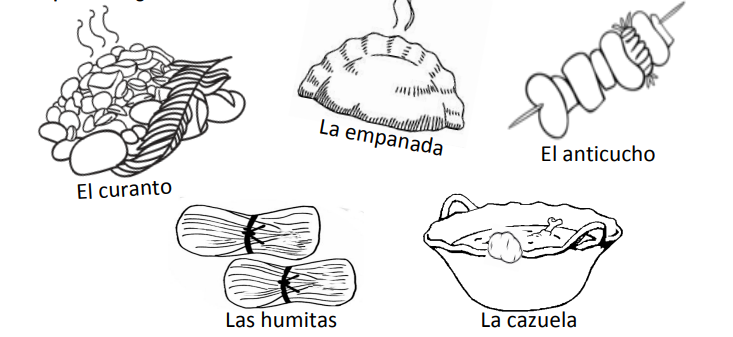 La empanada
El anticucho
El curanto
Las humitas
La cazuela